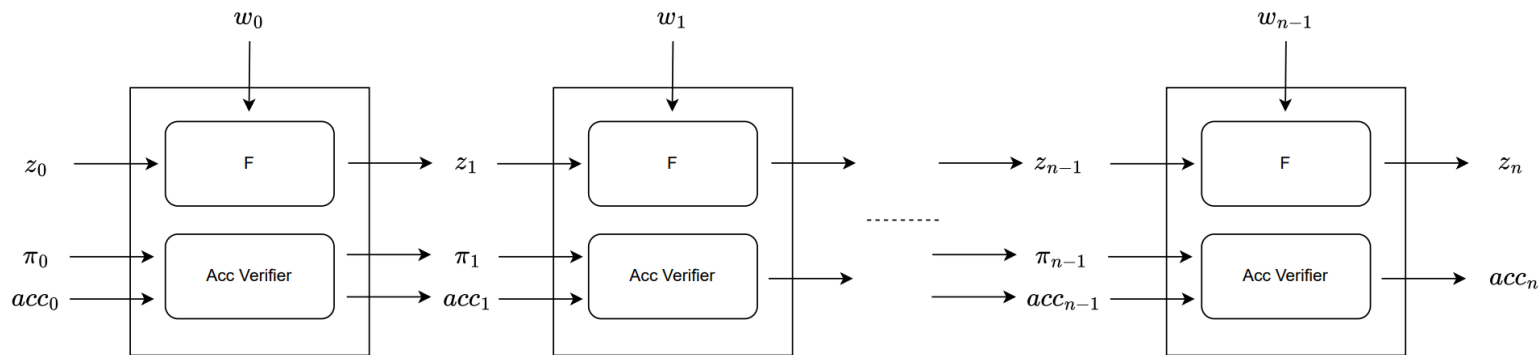 w_0 w_1 w_{n-1}
z_0 F z_1 F z_{n-1} F z_n
π_0 π_1 π_{n-1}
Acc Verifier Acc Verifier Acc Verifier acc_n
acc_0 acc_1 acc_{n-1}